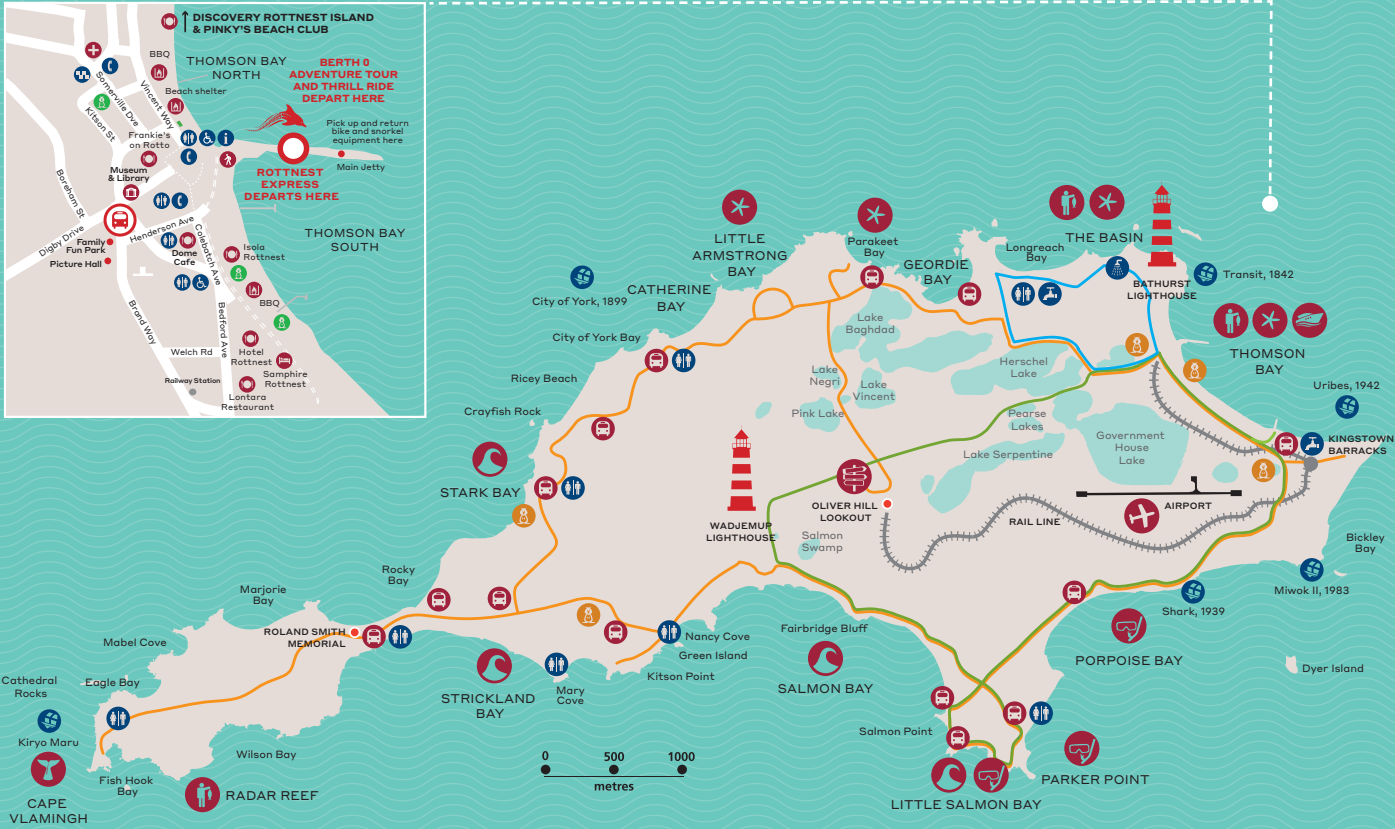 DISCOVERY ROTTNEST ISLAND
& PINKY'S BEACH CLUB
BBQ
THOMSON BAY
NORTH
Beach shelter
BERTH 0
ADVENTURE TOUR
AND THRILL RIDE
DEPART HERE
Somerville Dve
Vincent Way
Kitson St
Frankie's
on Rotto
Pick up and return
bike and snorkel
equipment here
Main Jetty
Museum
& Library
ROTTNEST
EXPRESS
DEPARTS HERE
Boreham St
Digby Drive
Henderson Ave
Colebatch Ave
THOMSON BAY
SOUTH
Family
Fun Park
Picture Hall
Dome
Cafe
Isola
Rottnest
BBQ
Brand Way
Bedford Ave
Welch Rd
Hotel
Rottnest
Samphire
Rottnest
Railway Station
Lontara
Restaurant
LITTLE
ARMSTRONG
BAY
Parakeet
Bay
GEORDIE
BAY
Longreach
Bay
THE BASIN
BATHURST
LIGHTHOUSE
Transit, 1842
City of York, 1899
CATHERINE
BAY
City of York Bay
Lake
Baghdad
Herschel
Lake
THOMSON
BAY
Ricey Beach
Lake
Negri
Lake
Vincent
Uribes, 1942
Crayfish Rock
Pink Lake
Pearse
Lakes
Government
House
Lake
KINGSTOWN
BARRACKS
Lake Serpentine
STARK BAY
OLIVER HILL
LOOKOUT
AIRPORT
RAIL LINE
WADJEMUP
LIGHTHOUSE
Salmon
Swamp
Bickley
Bay
Rocky
Bay
Marjorie
Bay
Miwok II, 1983
Shark, 1939
ROLAND SMITH
MEMORIAL
Mabel Cove
Nancy Cove
Green Island
Kitson Point
Fairbridge Bluff
SALMON BAY
PORPOISE BAY
Dyer Island
Cathedral
Rocks
Eagle Bay
STRICKLAND
BAY
Mary
Cove
Kiryo Maru
Wilson Bay
Salmon Point
0
500
1000
metres
Fish Hook
Bay
RADAR REEF
PARKER POINT
LITTLE SALMON BAY
CAPE
VLAMINGH